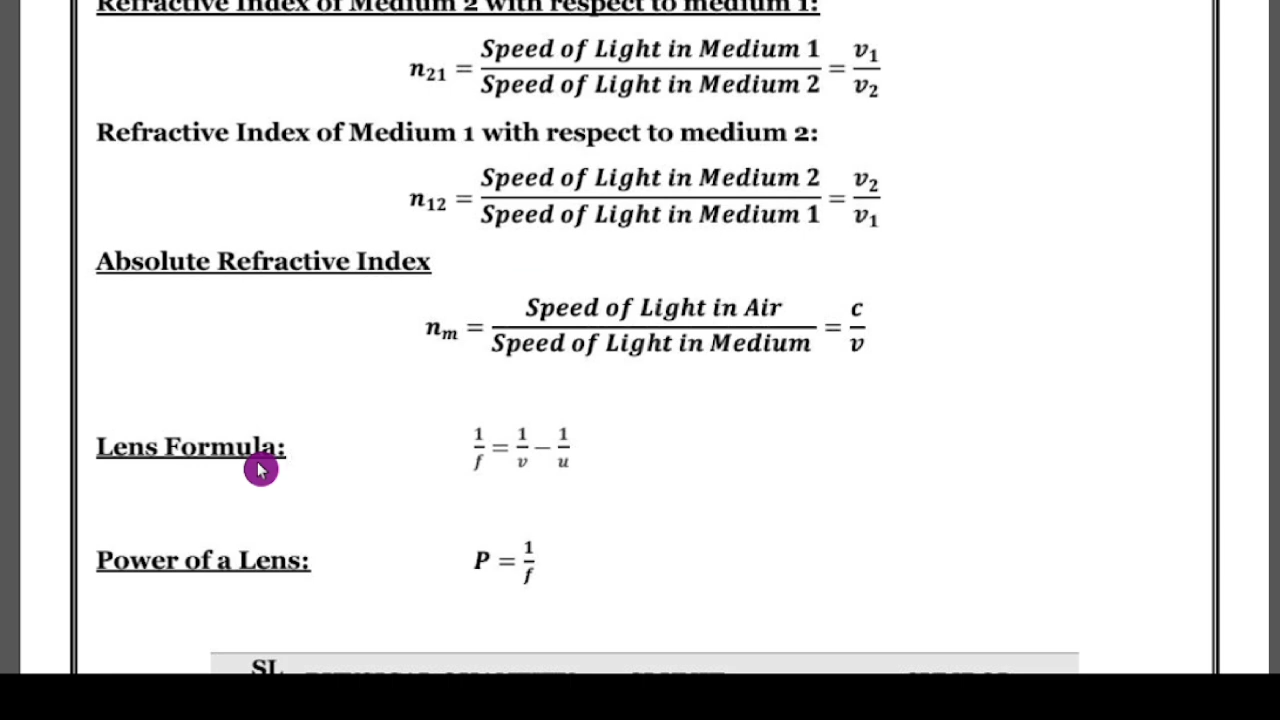 Refractive Index of Medium 2 with respect to medium 1:
n₂₁ = Speed of Light in Medium 1 / Speed of Light in Medium 2 = v₁ / v₂
Refractive Index of Medium 1 with respect to medium 2:
n₁₂ = Speed of Light in Medium 2 / Speed of Light in Medium 1 = v₂ / v₁
Absolute Refractive Index
nₘ = Speed of Light in Air / Speed of Light in Medium = c / v
Lens Formula: 1/f = 1/v − 1/u
Power of a Lens: P = 1/f
SL